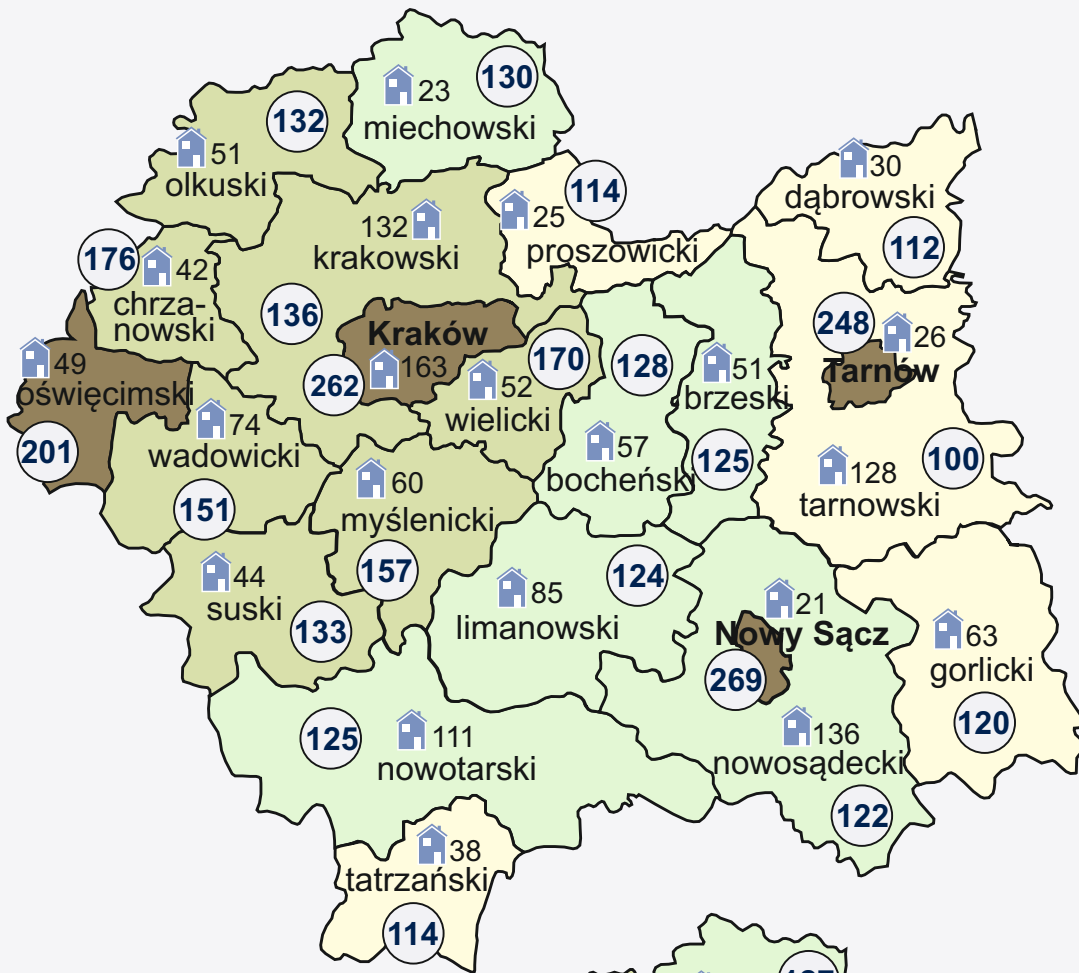 130
23
miechowski
132
51
olkuski
114
25
proszowicki
30
dąbrowski
112
132
krakowski
136
176
42
chrza-
nowski
Kraków
163
262
170
52
wielicki
128
57
bocheński
51
brzeski
125
248
26
Tarnów
128
tarnowski
100
49
oświęcimski
201
74
wadowicki
151
60
myślenicki
157
44
suski
133
124
85
limanowski
21
Nowy Sącz
269
136
nowosądecki
122
63
gorlicki
120
125
111
nowotarski
38
tatrzański
114